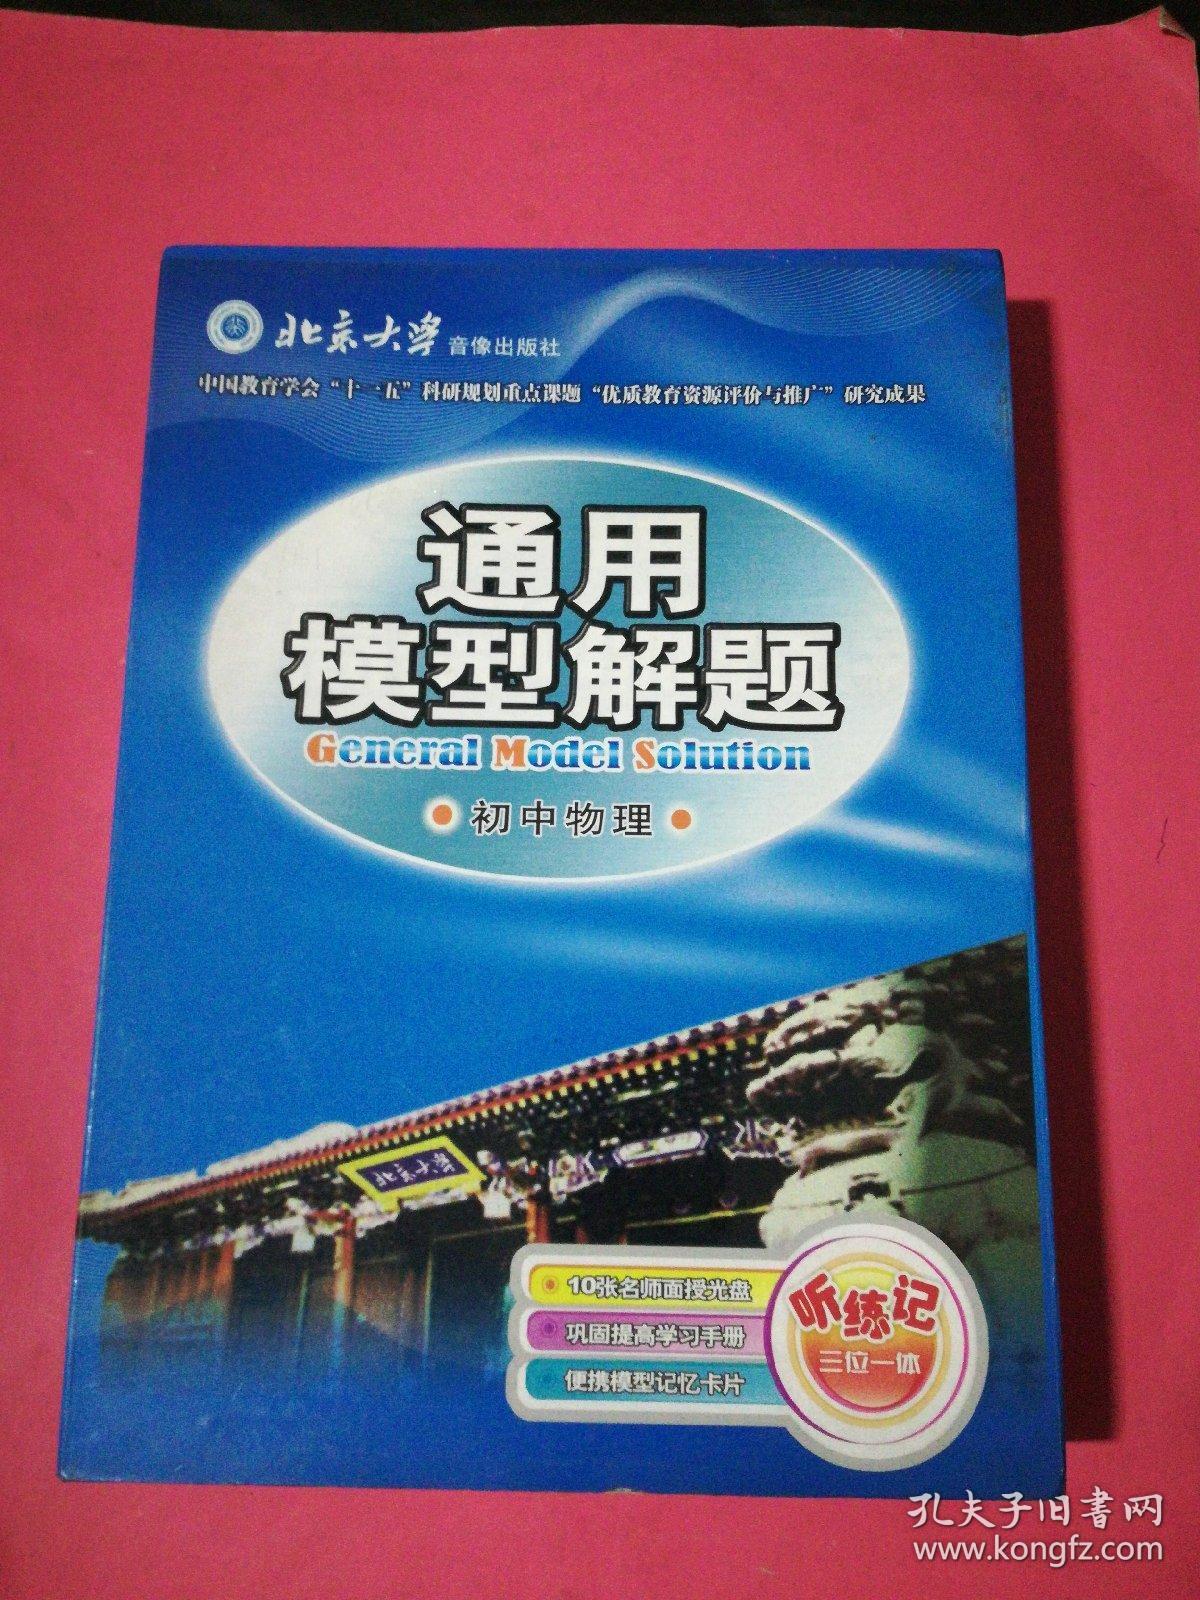 北京大学 音像出版社
中国教育学会“十一五”科研规划重点课题“优质教育资源评价与推广”研究成果
通用
模型解题
General Model Solution
初中物理
北京大学
10张名师面授光盘
巩固提高学习手册
便携模型记忆卡片
听练记
三位一体
孔夫子旧书网
www.kongfz.com